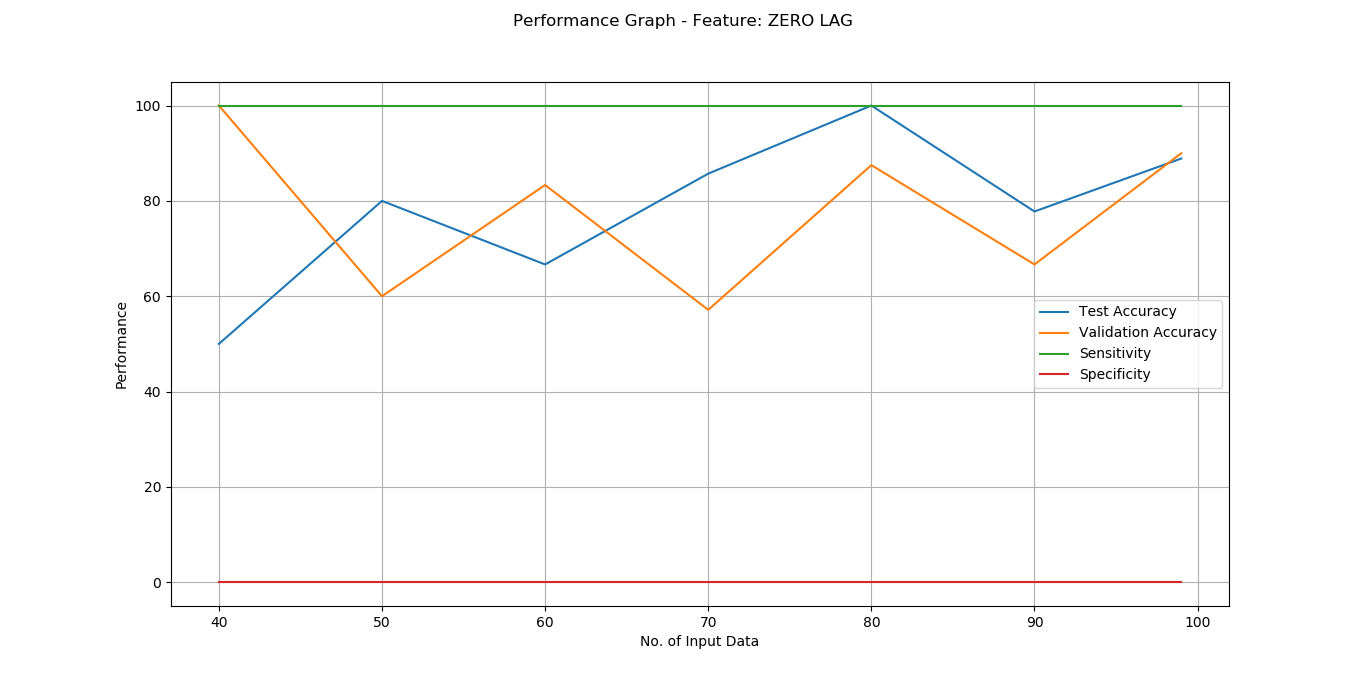 Performance Graph - Feature: ZERO LAG
100
80
60
40
20
0
Performance
Test Accuracy
Validation Accuracy
Sensitivity
Specificity
40 50 60 70 80 90 100
No. of Input Data